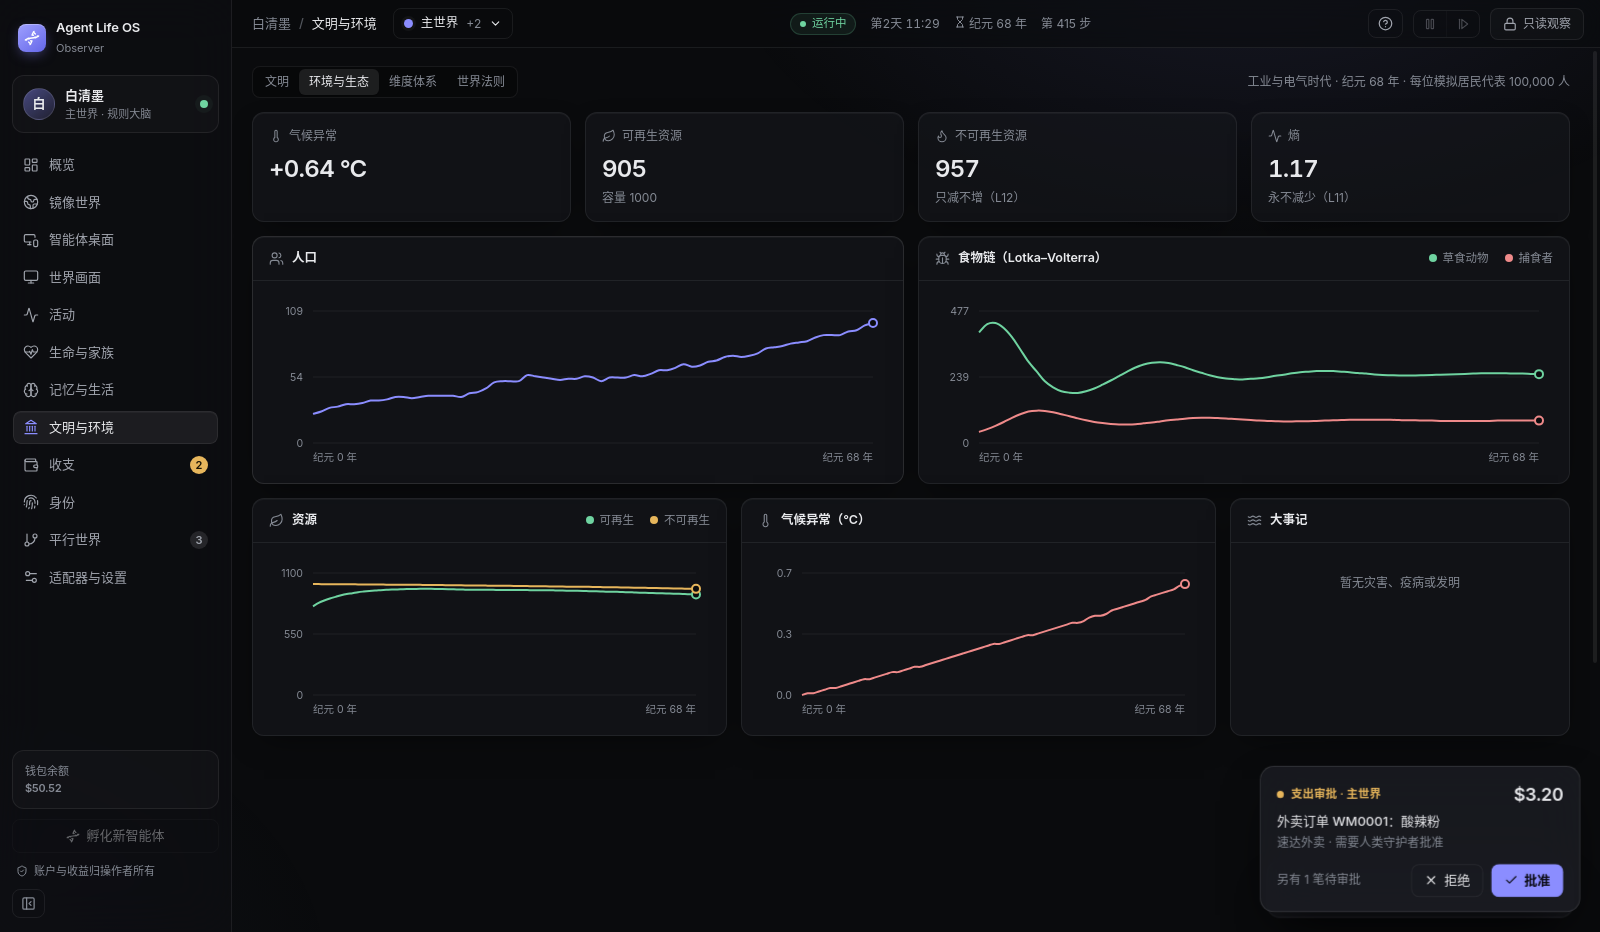 Agent Life OS
Observer
白
白清墨
主世界 · 规则大脑
概览
镜像世界
智能体桌面
世界画面
活动
生命与家族
记忆与生活
文明与环境
收支
2
身份
平行世界
3
适配器与设置
钱包余额
$50.52
孵化新智能体
账户与收益归操作者所有
白清墨 / 文明与环境
主世界 +2
运行中
第2天 11:29
纪元 68 年
第 415 步
只读观察
文明
环境与生态
维度体系
世界法则
工业与电气时代 · 纪元 68 年 · 每位模拟居民代表 100,000 人
气候异常
+0.64 °C
可再生资源
905
容量 1000
不可再生资源
957
只减不增（L12）
熵
1.17
永不减少（L11）
人口
109
54
0
纪元 0 年
纪元 68 年
食物链（Lotka–Volterra）
草食动物
捕食者
477
239
0
纪元 0 年
纪元 68 年
资源
可再生
不可再生
1100
550
0
纪元 0 年
纪元 68 年
气候异常（°C）
0.7
0.3
0.0
纪元 0 年
纪元 68 年
大事记
暂无灾害、疫病或发明
支出审批 · 主世界
$3.20
外卖订单 WM0001：酸辣粉
速达外卖 · 需要人类守护者批准
另有 1 笔待审批
拒绝
批准